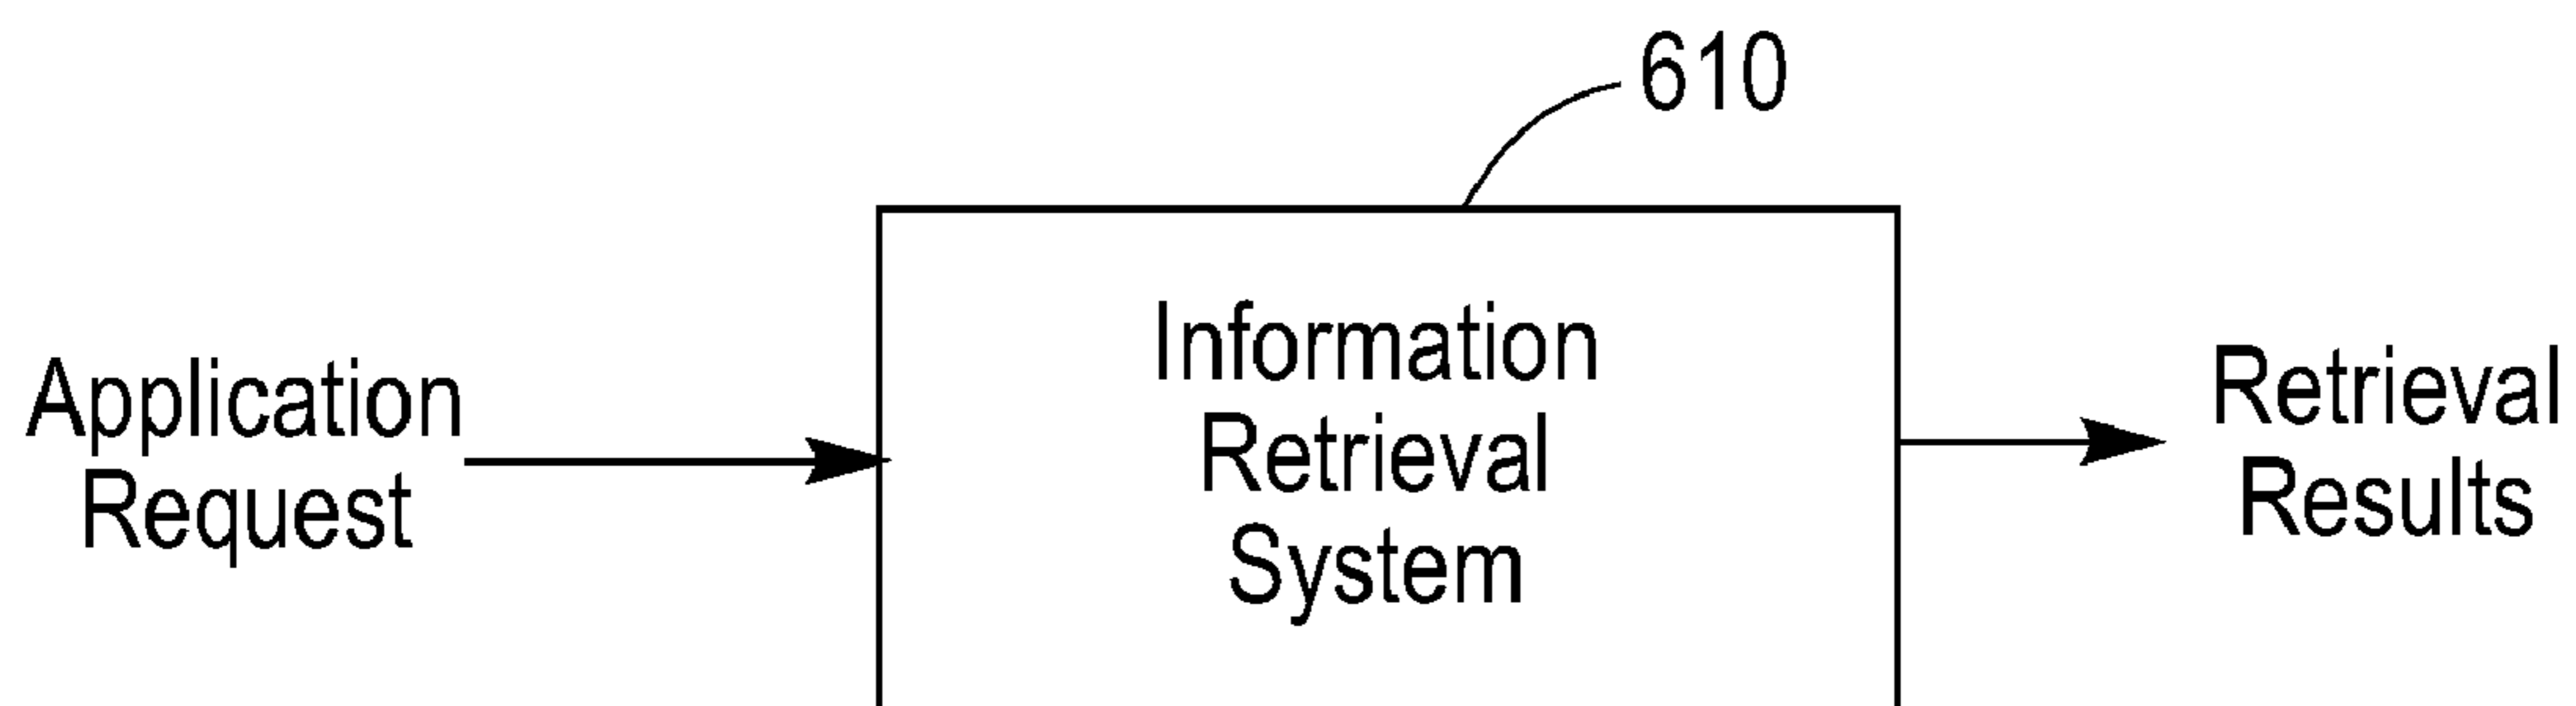 610
Application
Request
Information
Retrieval
System
Retrieval
Results